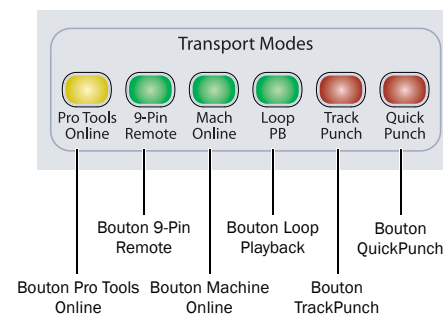 Transport Modes
Pro Tools
Online
9-Pin
Remote
Mach
Online
Loop
PB
Track
Punch
Quick
Punch
Bouton 9-Pin
Remote
Bouton Loop
Playback
Bouton
QuickPunch
Bouton Pro Tools
Online
Bouton Machine
Online
Bouton
TrackPunch